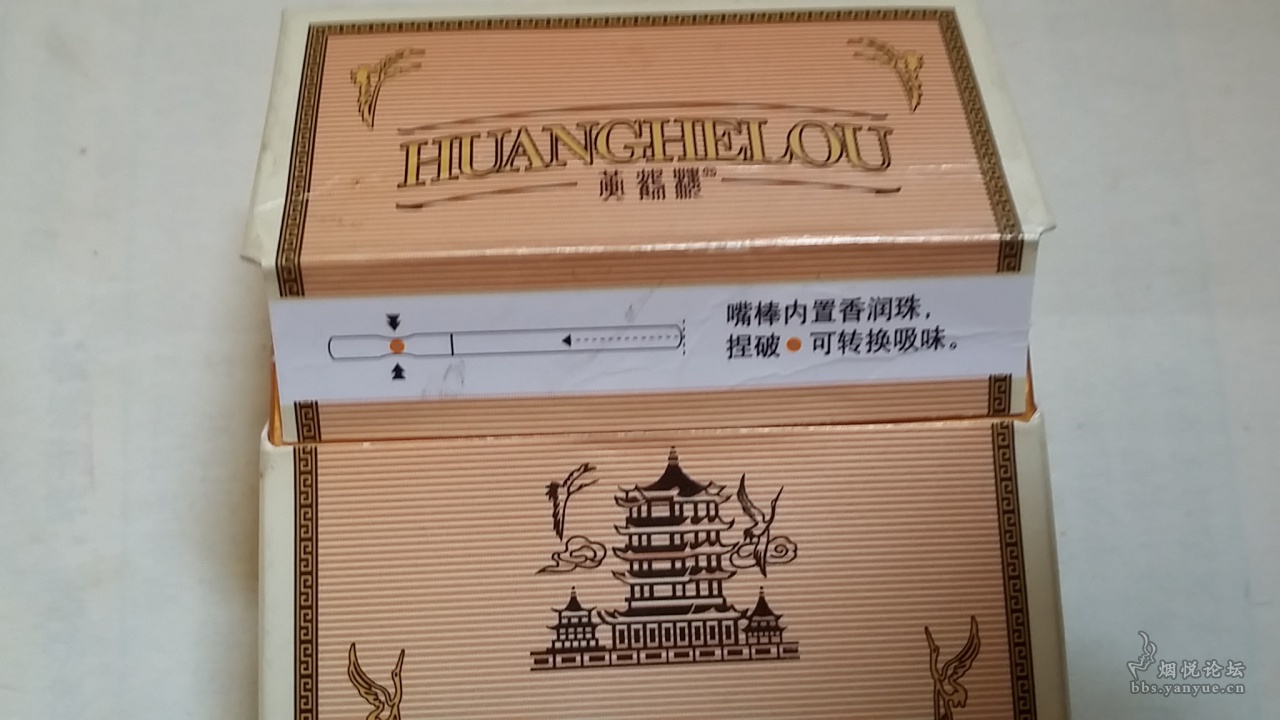 HUANGHELOU
黄鹤楼
嘴棒内置香润珠，
捏破●可转换吸味。
烟悦论坛
bbs.yanyue.cn